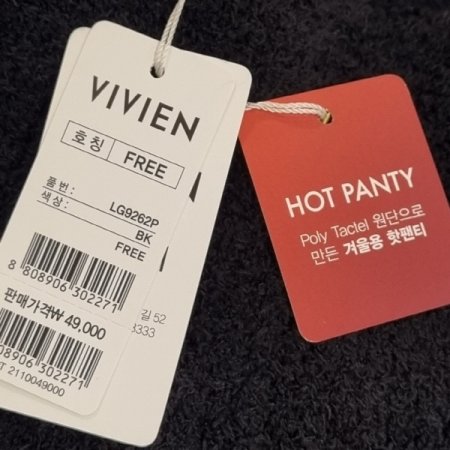 VIVIEN
호칭 FREE
품번: LG9262P
색상: BK
FREE
8 808906 302271
판매가격₩ 49,000
길 52
3333
808906 302271
2110049000
HOT PANTY
Poly Taclel 원단으로
만든 겨울용 핫팬티